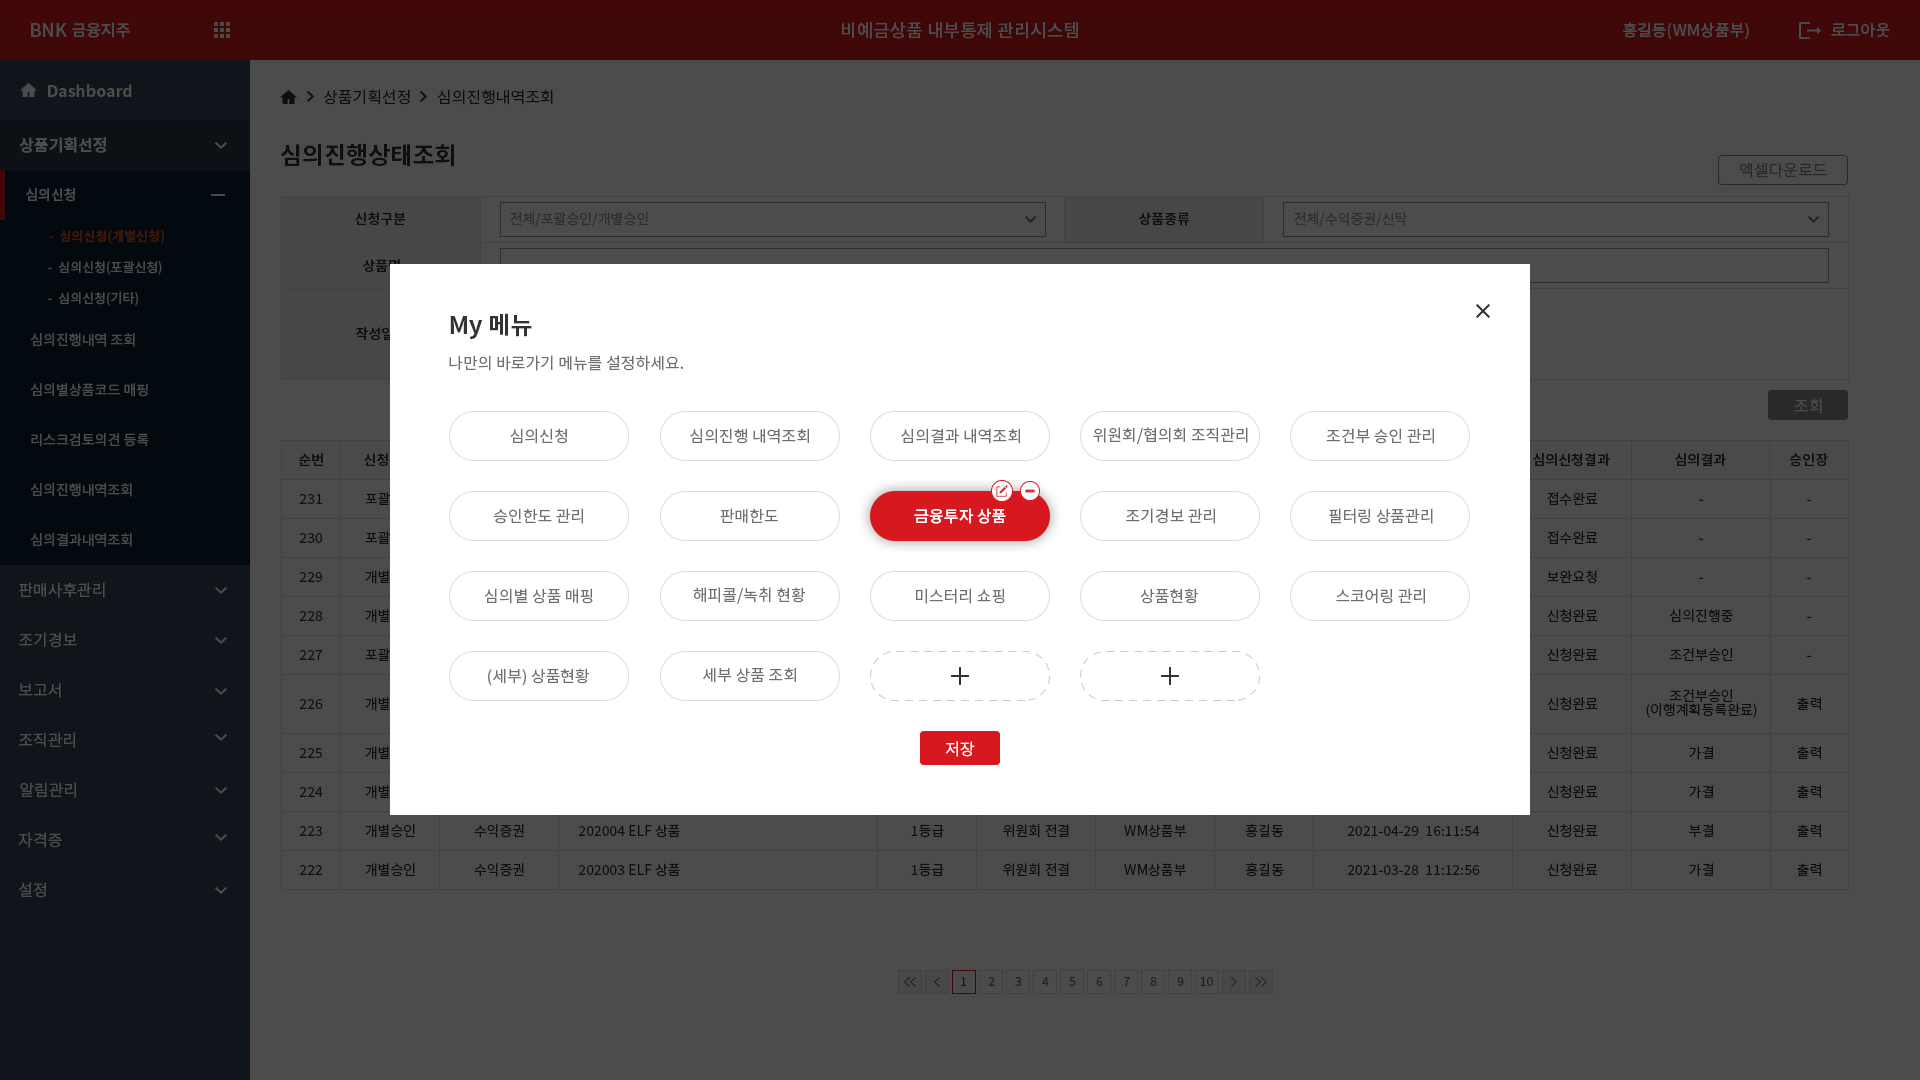 BNK 금융지주
비예금상품 내부통제 관리시스템
홍길동(WM상품부)
로그아웃
Dashboard
상품기획선정
심의신청
- 심의신청(개별신청)
- 심의신청(포괄신청)
- 심의신청(기타)
심의진행내역 조회
심의별상품코드 매핑
리스크검토의견 등록
심의진행내역조회
심의결과내역조회
판매사후관리
조기경보
보고서
조직관리
알림관리
자격증
설정
상품기획선정
심의진행내역조회
심의진행상태조회
엑셀다운로드
신청구분
전체/포괄승인/개별승인
상품종류
전체/수익증권/신탁
상품명
작성일
조회
My 메뉴
나만의 바로가기 메뉴를 설정하세요.
심의신청
심의진행 내역조회
심의결과 내역조회
위원회/협의회 조직관리
조건부 승인 관리
승인한도 관리
판매한도
금융투자 상품
조기경보 관리
필터링 상품관리
심의별 상품 매핑
해피콜/녹취 현황
미스터리 쇼핑
상품현황
스코어링 관리
(세부) 상품현황
세부 상품 조회
저장
순번 신청 심의신청결과 심의결과 승인장
231 포괄 접수완료 - -
230 포괄 접수완료 - -
229 개별 보완요청 - -
228 개별 신청완료 심의진행중 -
227 포괄 신청완료 조건부승인 -
226 개별 신청완료 조건부승인 출력
(이행계획등록완료)
225 개별 신청완료 가결 출력
224 개별 신청완료 가결 출력
223 개별승인 수익증권 202004 ELF 상품 1등급 위원회 전결 WM상품부 홍길동 2021-04-29 16:11:54 신청완료 부결 출력
222 개별승인 수익증권 202003 ELF 상품 1등급 위원회 전결 WM상품부 홍길동 2021-03-28 11:12:56 신청완료 가결 출력
1 2 3 4 5 6 7 8 9 10